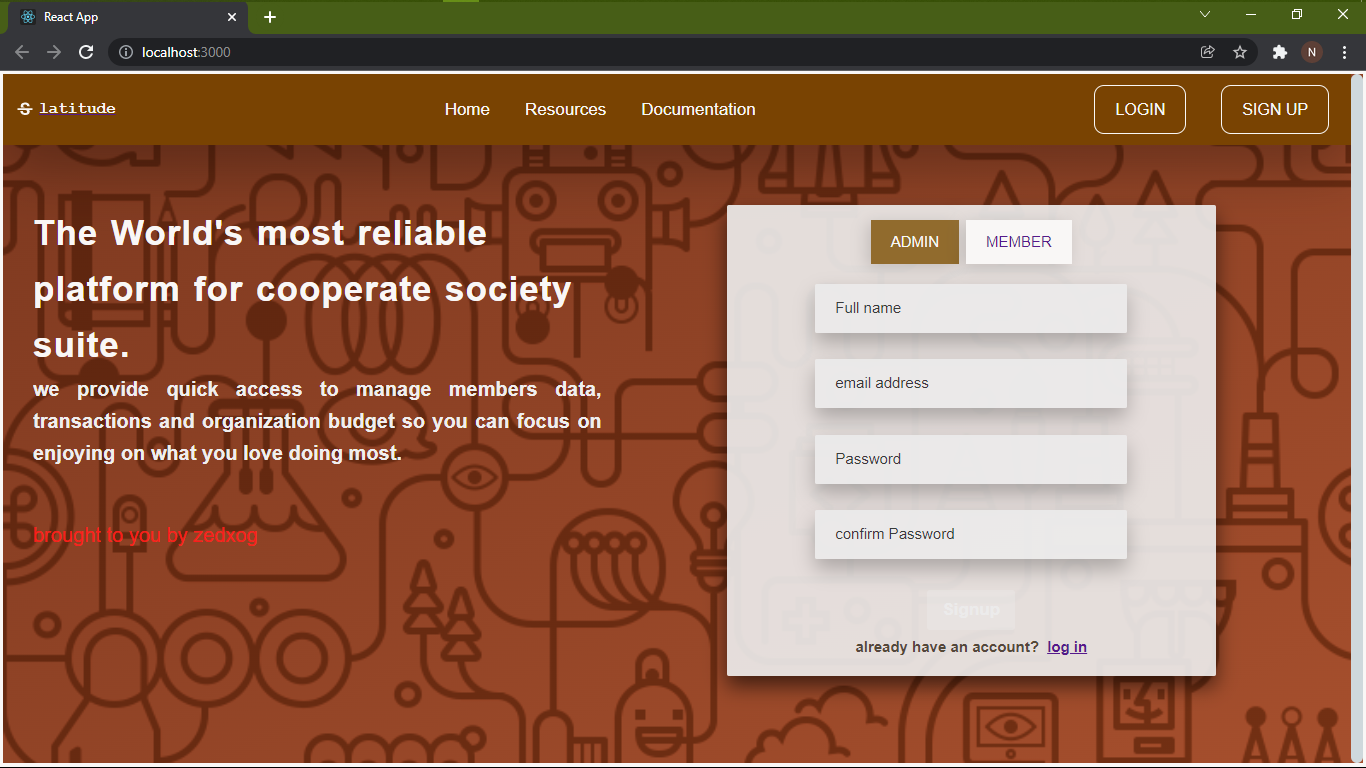 React App
localhost:3000
N
S latitude
Home
Resources
Documentation
LOGIN
SIGN UP
The World's most reliable
platform for cooperate society
suite.
we provide quick access to manage members data,
transactions and organization budget so you can focus on
enjoying on what you love doing most.
brought to you by zedxog
ADMIN
MEMBER
Full name
email address
Password
confirm Password
Signup
already have an account? log in